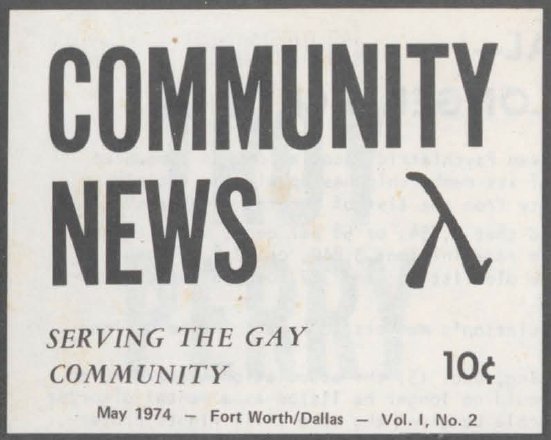 COMMUNITY
NEWS λ
SERVING THE GAY
COMMUNITY
10¢
May 1974 — Fort Worth/Dallas — Vol. I, No. 2